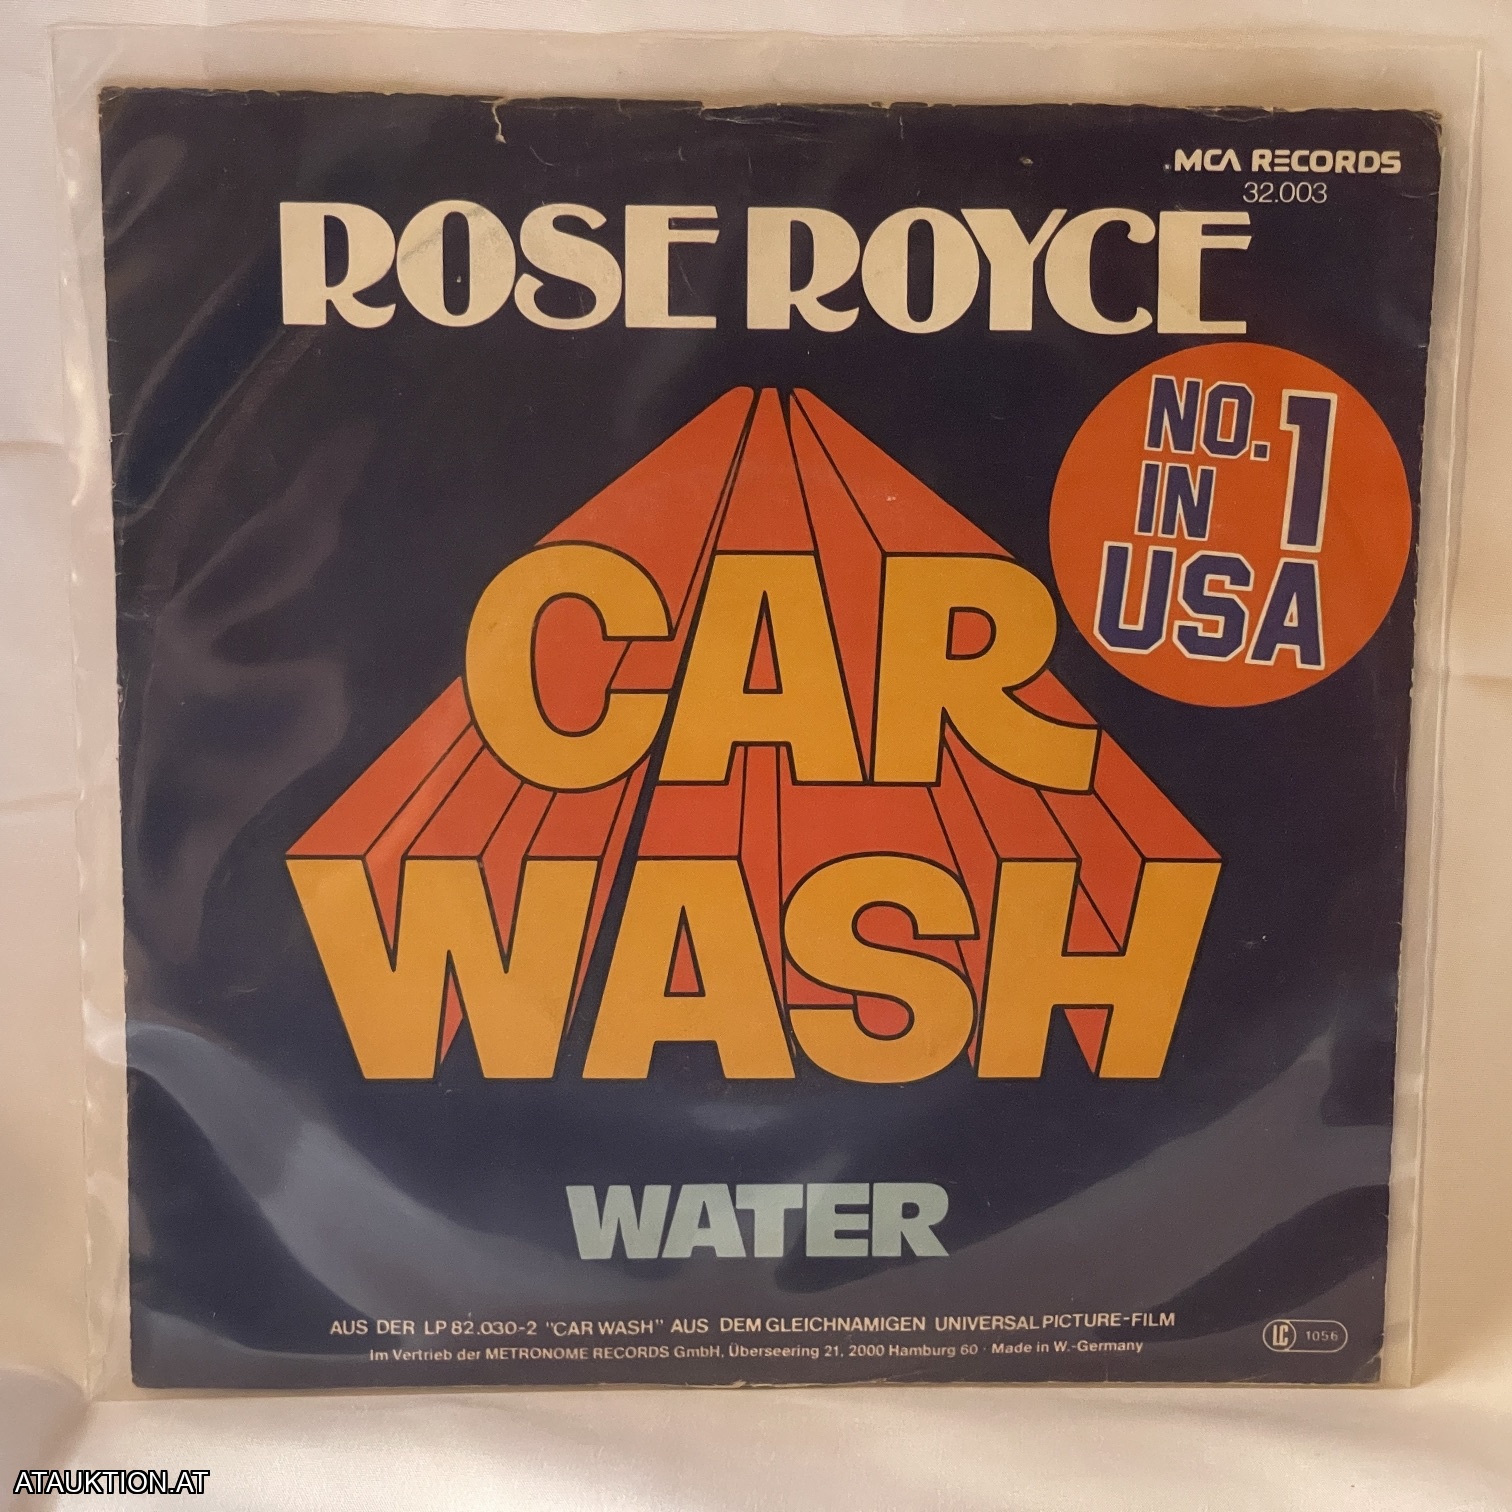 MCA RECORDS
32.003
ROSE ROYCE
NO. 1
IN
USA
CAR
WASH
WATER
AUS DER LP 82.030-2 "CAR WASH" AUS DEM GLEICHNAMIGEN UNIVERSAL PICTURE-FILM
Im Vertrieb der METRONOME RECORDS GmbH, Überseering 21, 2000 Hamburg 60 · Made in W.-Germany
LC 1056
ATAUKTION.AT